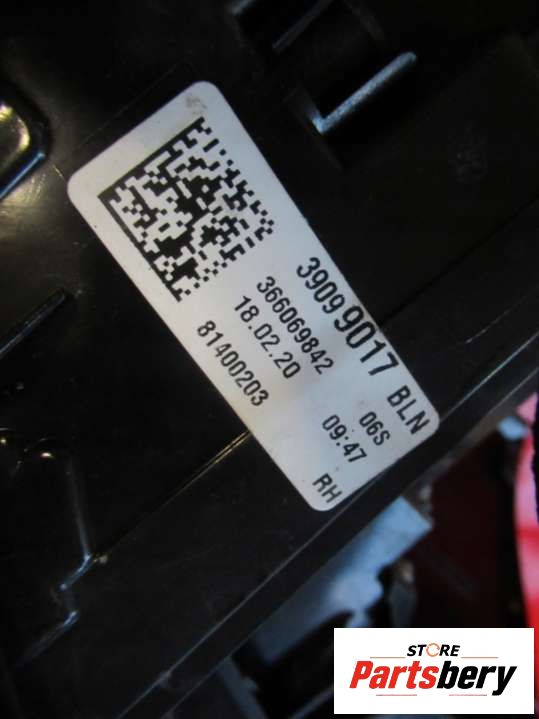 39099017 BLN
366069842 06S
18.02.20 09:47
81400203 RH
STORE
Partsbery